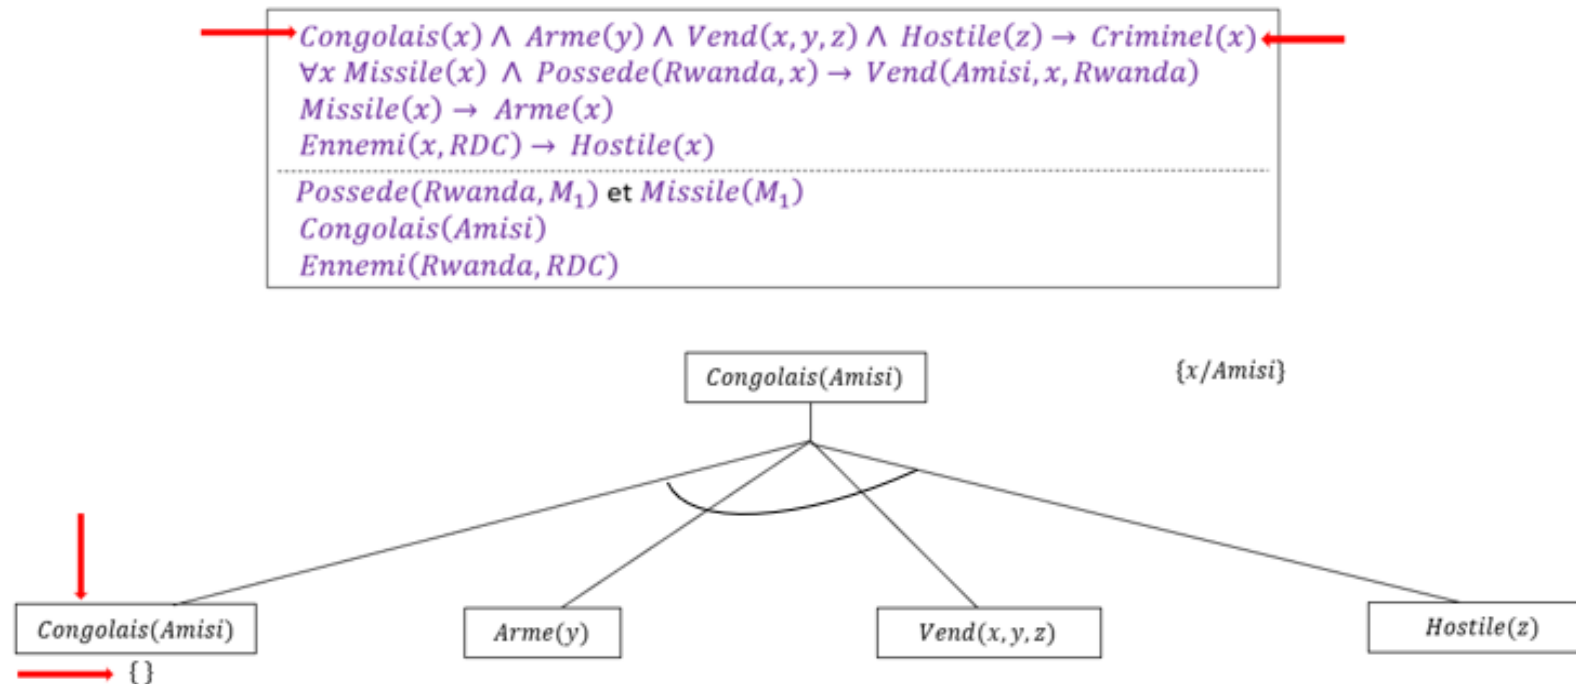 Congolais(x) ∧ Arme(y) ∧ Vend(x, y, z) ∧ Hostile(z) → Criminel(x)
∀x Missile(x) ∧ Possede(Rwanda, x) → Vend(Amisi, x, Rwanda)
Missile(x) → Arme(x)
Ennemi(x, RDC) → Hostile(x)
Possede(Rwanda, M₁) et Missile(M₁)
Congolais(Amisi)
Ennemi(Rwanda, RDC)
Congolais(Amisi)
{x/Amisi}
Congolais(Amisi)
Arme(y)
Vend(x, y, z)
Hostile(z)
{ }